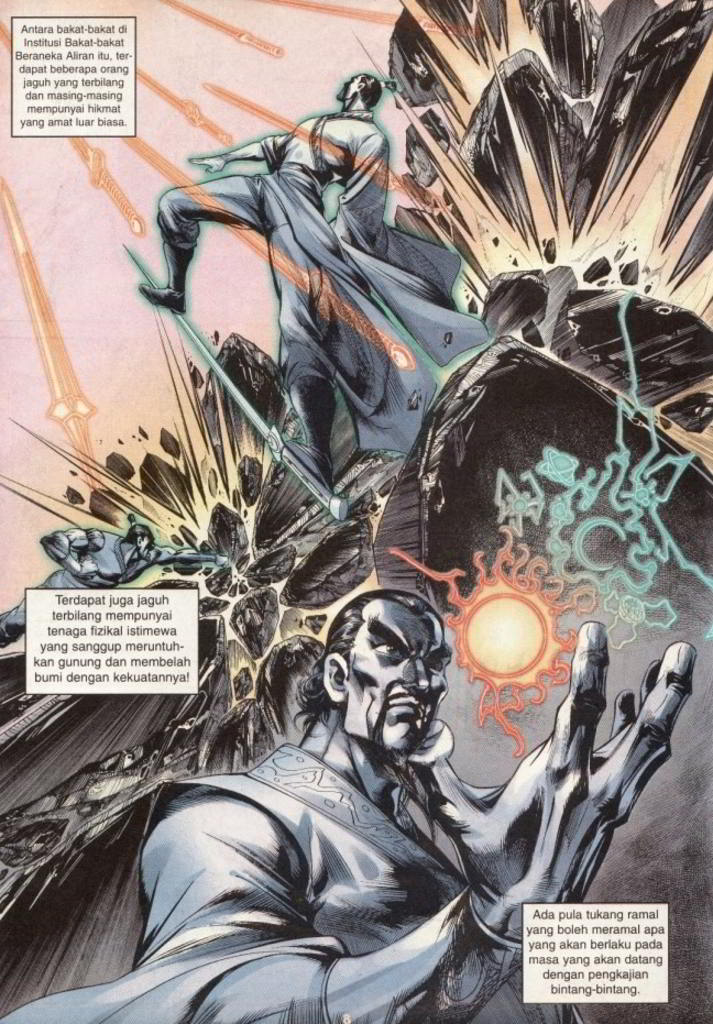 Antara bakat-bakat di
Institusi Bakat-bakat
Beraneka Aliran itu, ter-
dapat beberapa orang
jaguh yang terbilang
dan masing-masing
mempunyai hikmat
yang amat luar biasa.
Terdapat juga jaguh
terbilang mempunyai
tenaga fizikal istimewa
yang sanggup meruntuh-
kan gunung dan membelah
bumi dengan kekuatannya!
Ada pula tukang ramal
yang boleh meramal apa
yang akan berlaku pada
masa yang akan datang
dengan pengkajian
bintang-bintang.
8